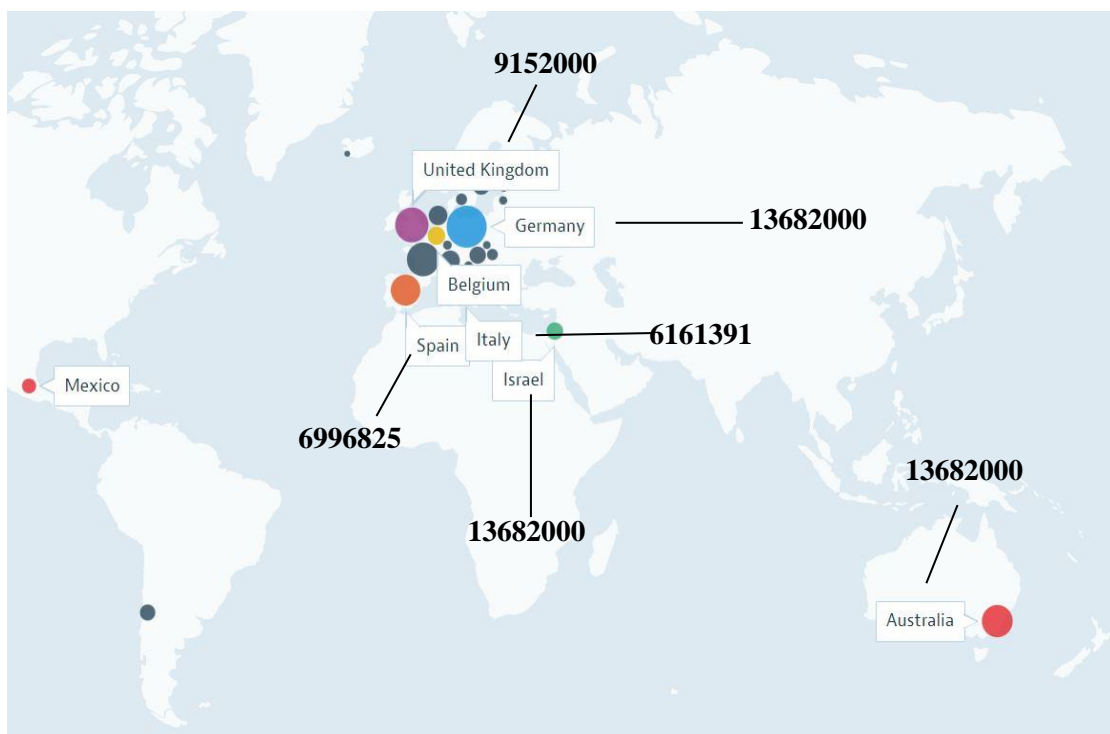 9152000
United Kingdom
Germany
13682000
Belgium
Italy
6161391
Spain
Israel
Mexico
6996825
13682000
13682000
Australia